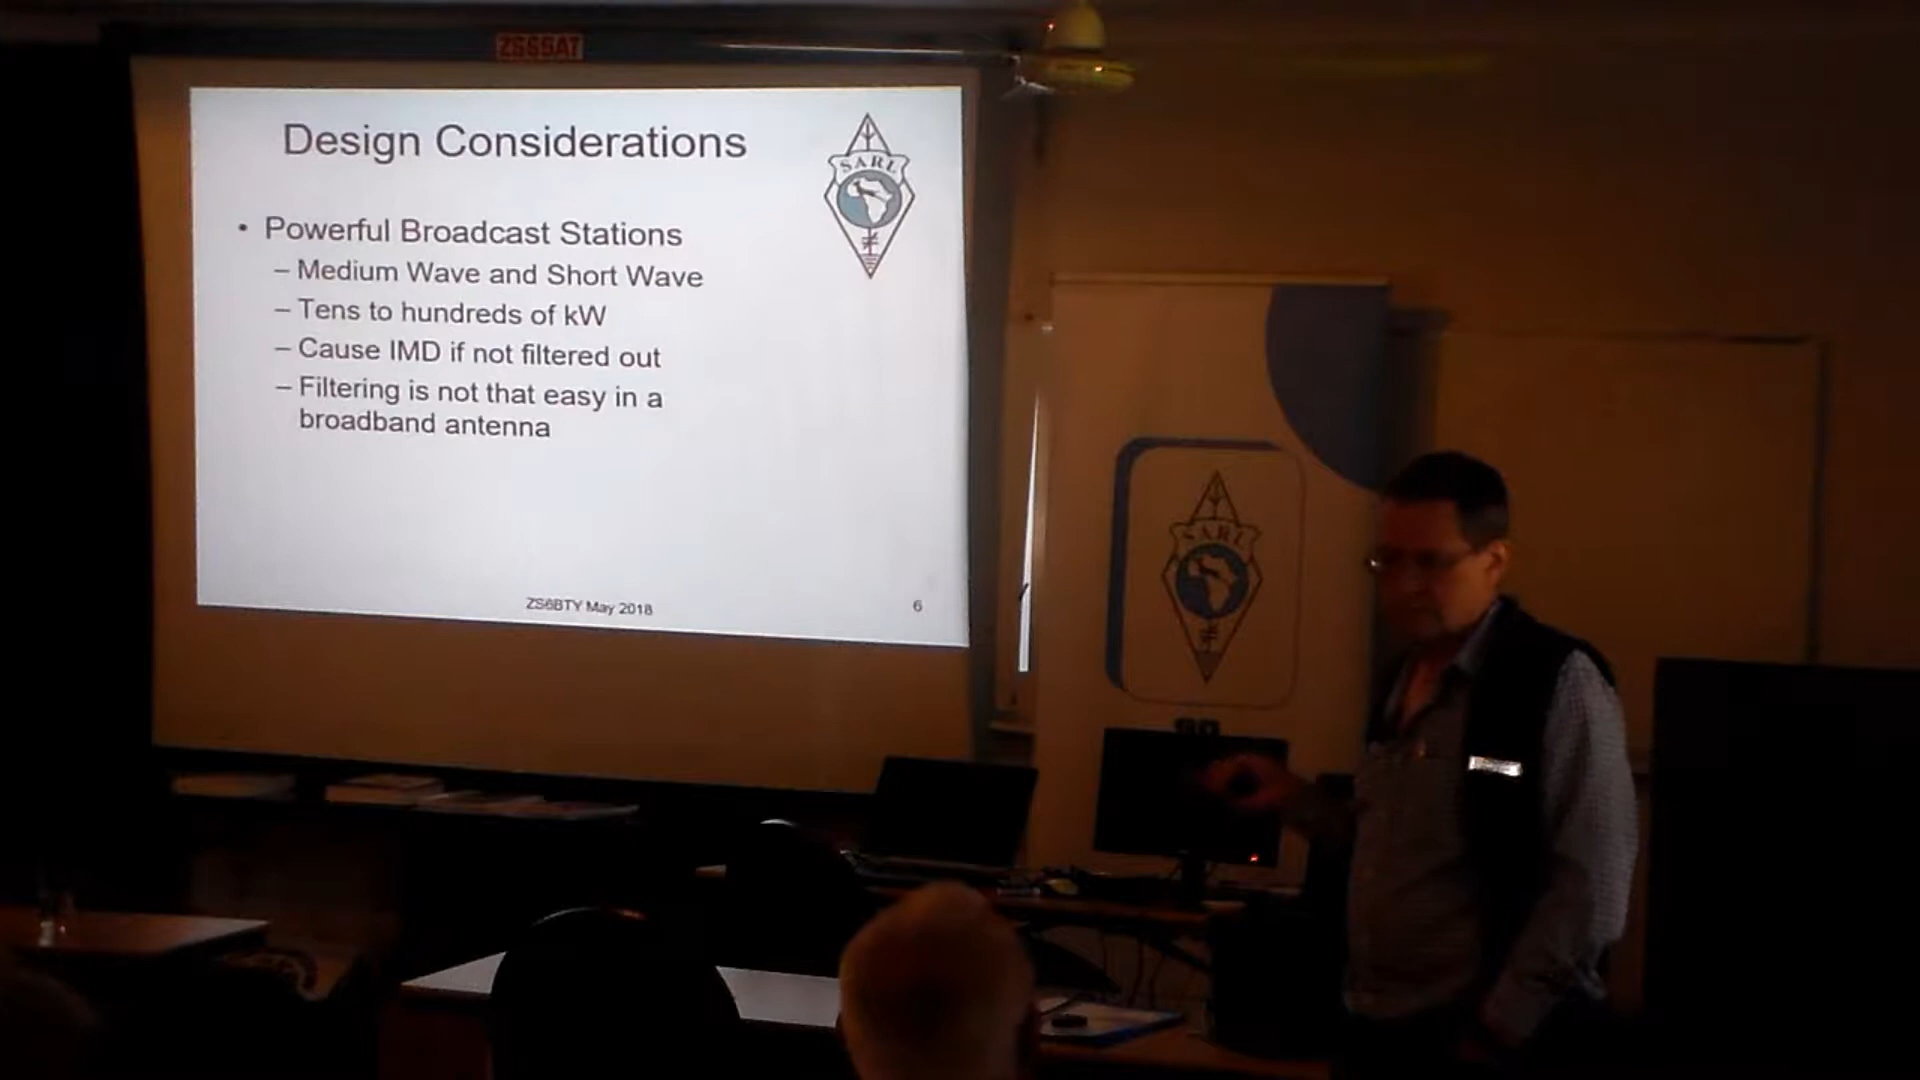 ZS6SAT
Design Considerations
SARL
• Powerful Broadcast Stations
– Medium Wave and Short Wave
– Tens to hundreds of kW
– Cause IMD if not filtered out
– Filtering is not that easy in a
broadband antenna
ZS6BTY May 2018
6
SARL